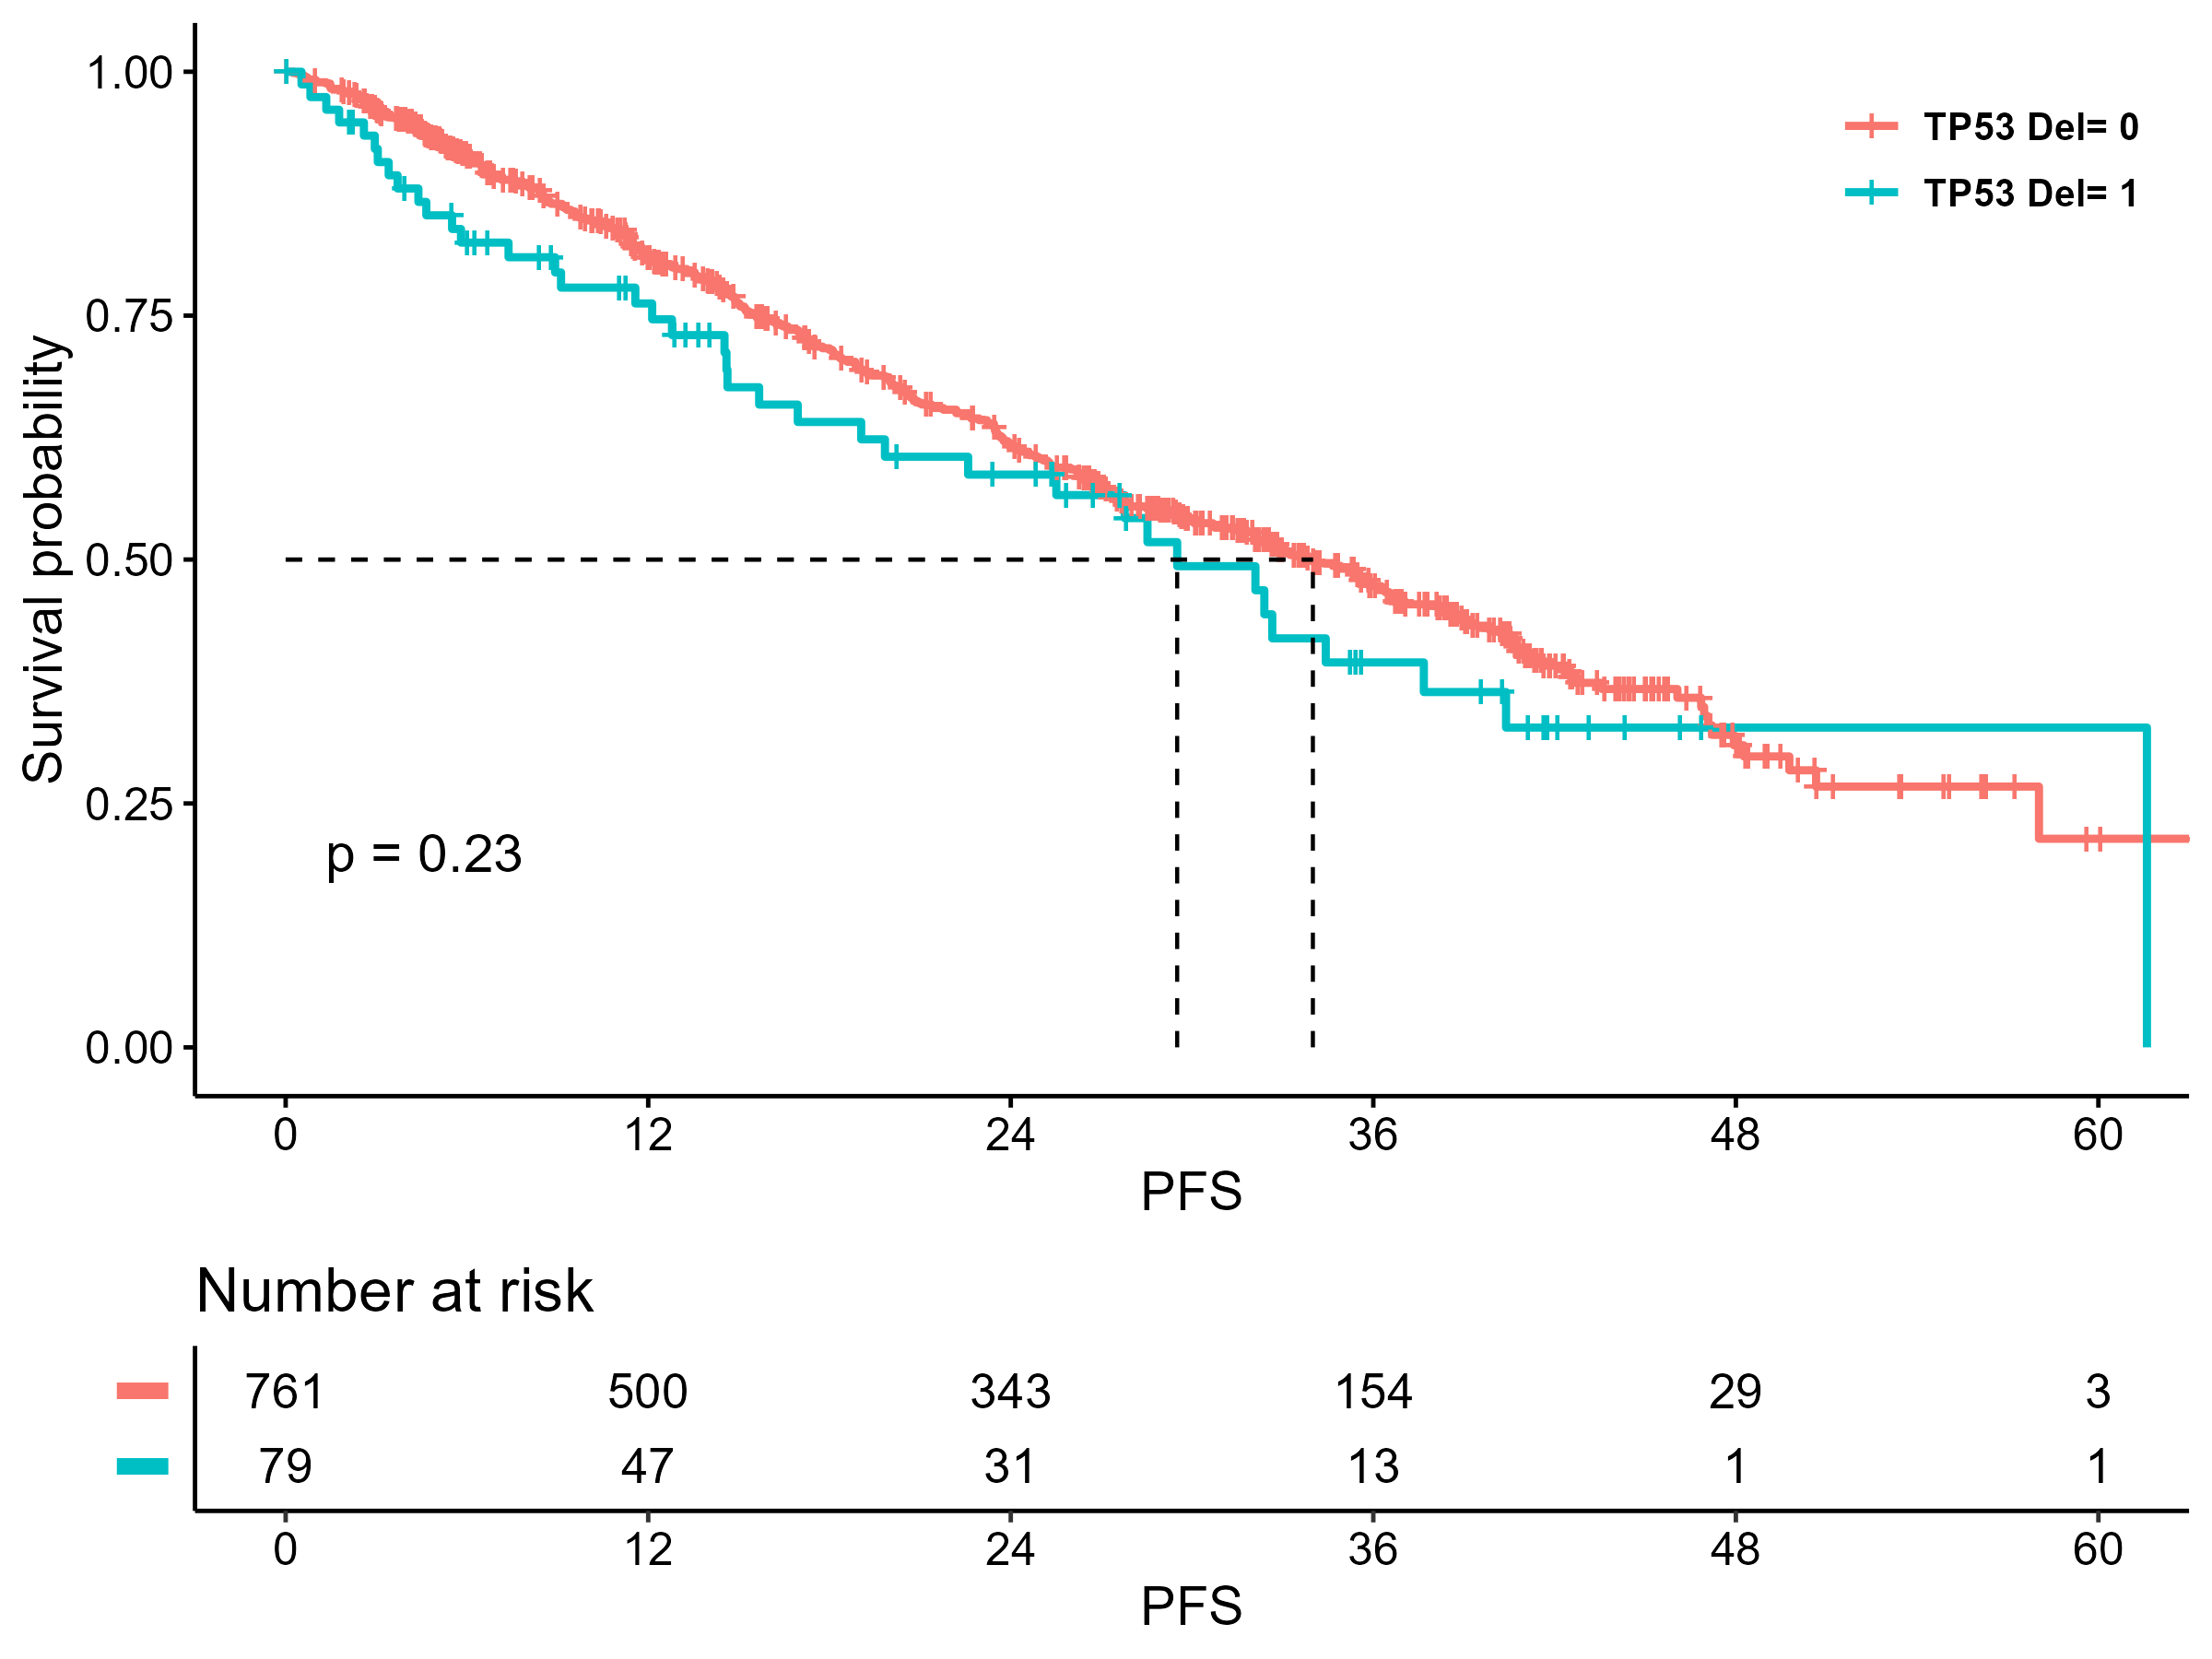 1.00
0.75
0.50
0.25
0.00
Survival probability
TP53 Del= 0
TP53 Del= 1
p = 0.23
0 12 24 36 48 60
PFS
Number at risk
761 500 343 154 29 3
79 47 31 13 1 1
0 12 24 36 48 60
PFS